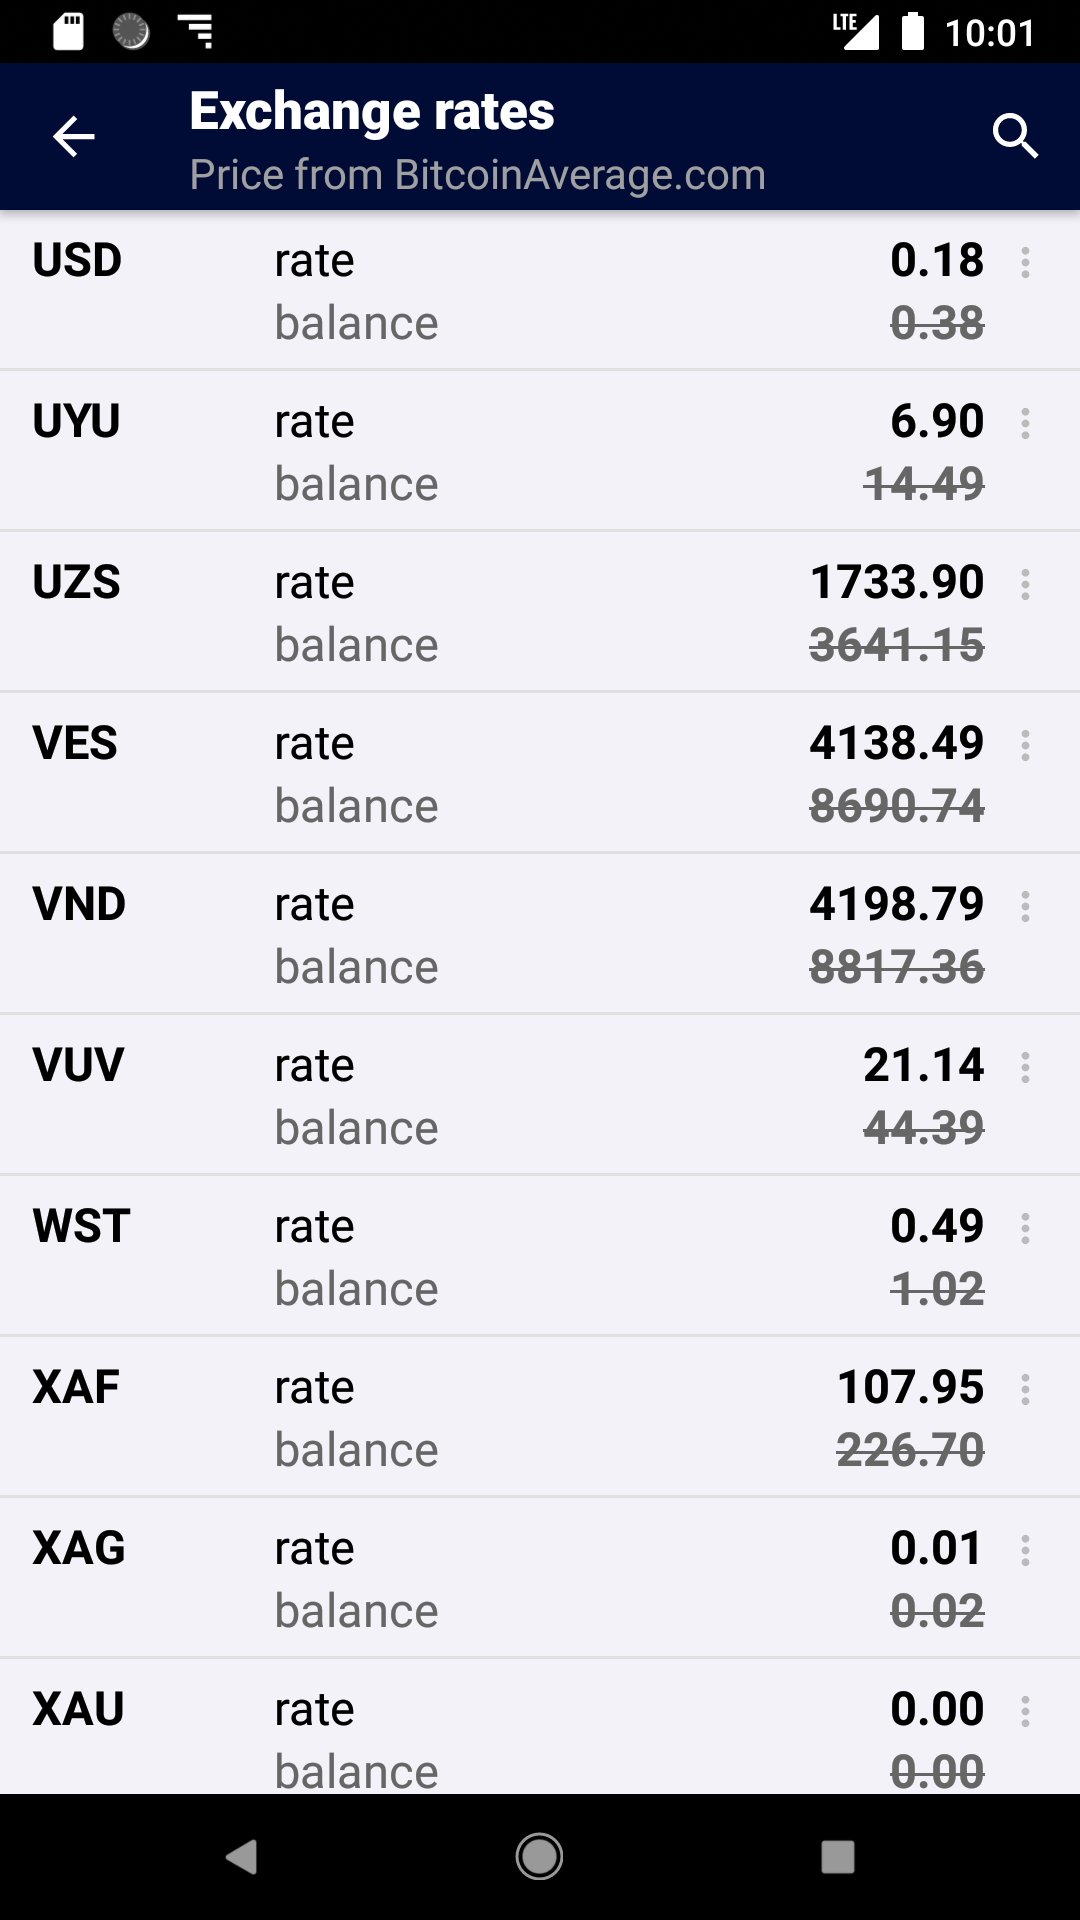 LTE 10:01
Exchange rates
Price from BitcoinAverage.com
USD rate 0.18
balance 0.38
UYU rate 6.90
balance 14.49
UZS rate 1733.90
balance 3641.15
VES rate 4138.49
balance 8690.74
VND rate 4198.79
balance 8817.36
VUV rate 21.14
balance 44.39
WST rate 0.49
balance 1.02
XAF rate 107.95
balance 226.70
XAG rate 0.01
balance 0.02
XAU rate 0.00
balance 0.00